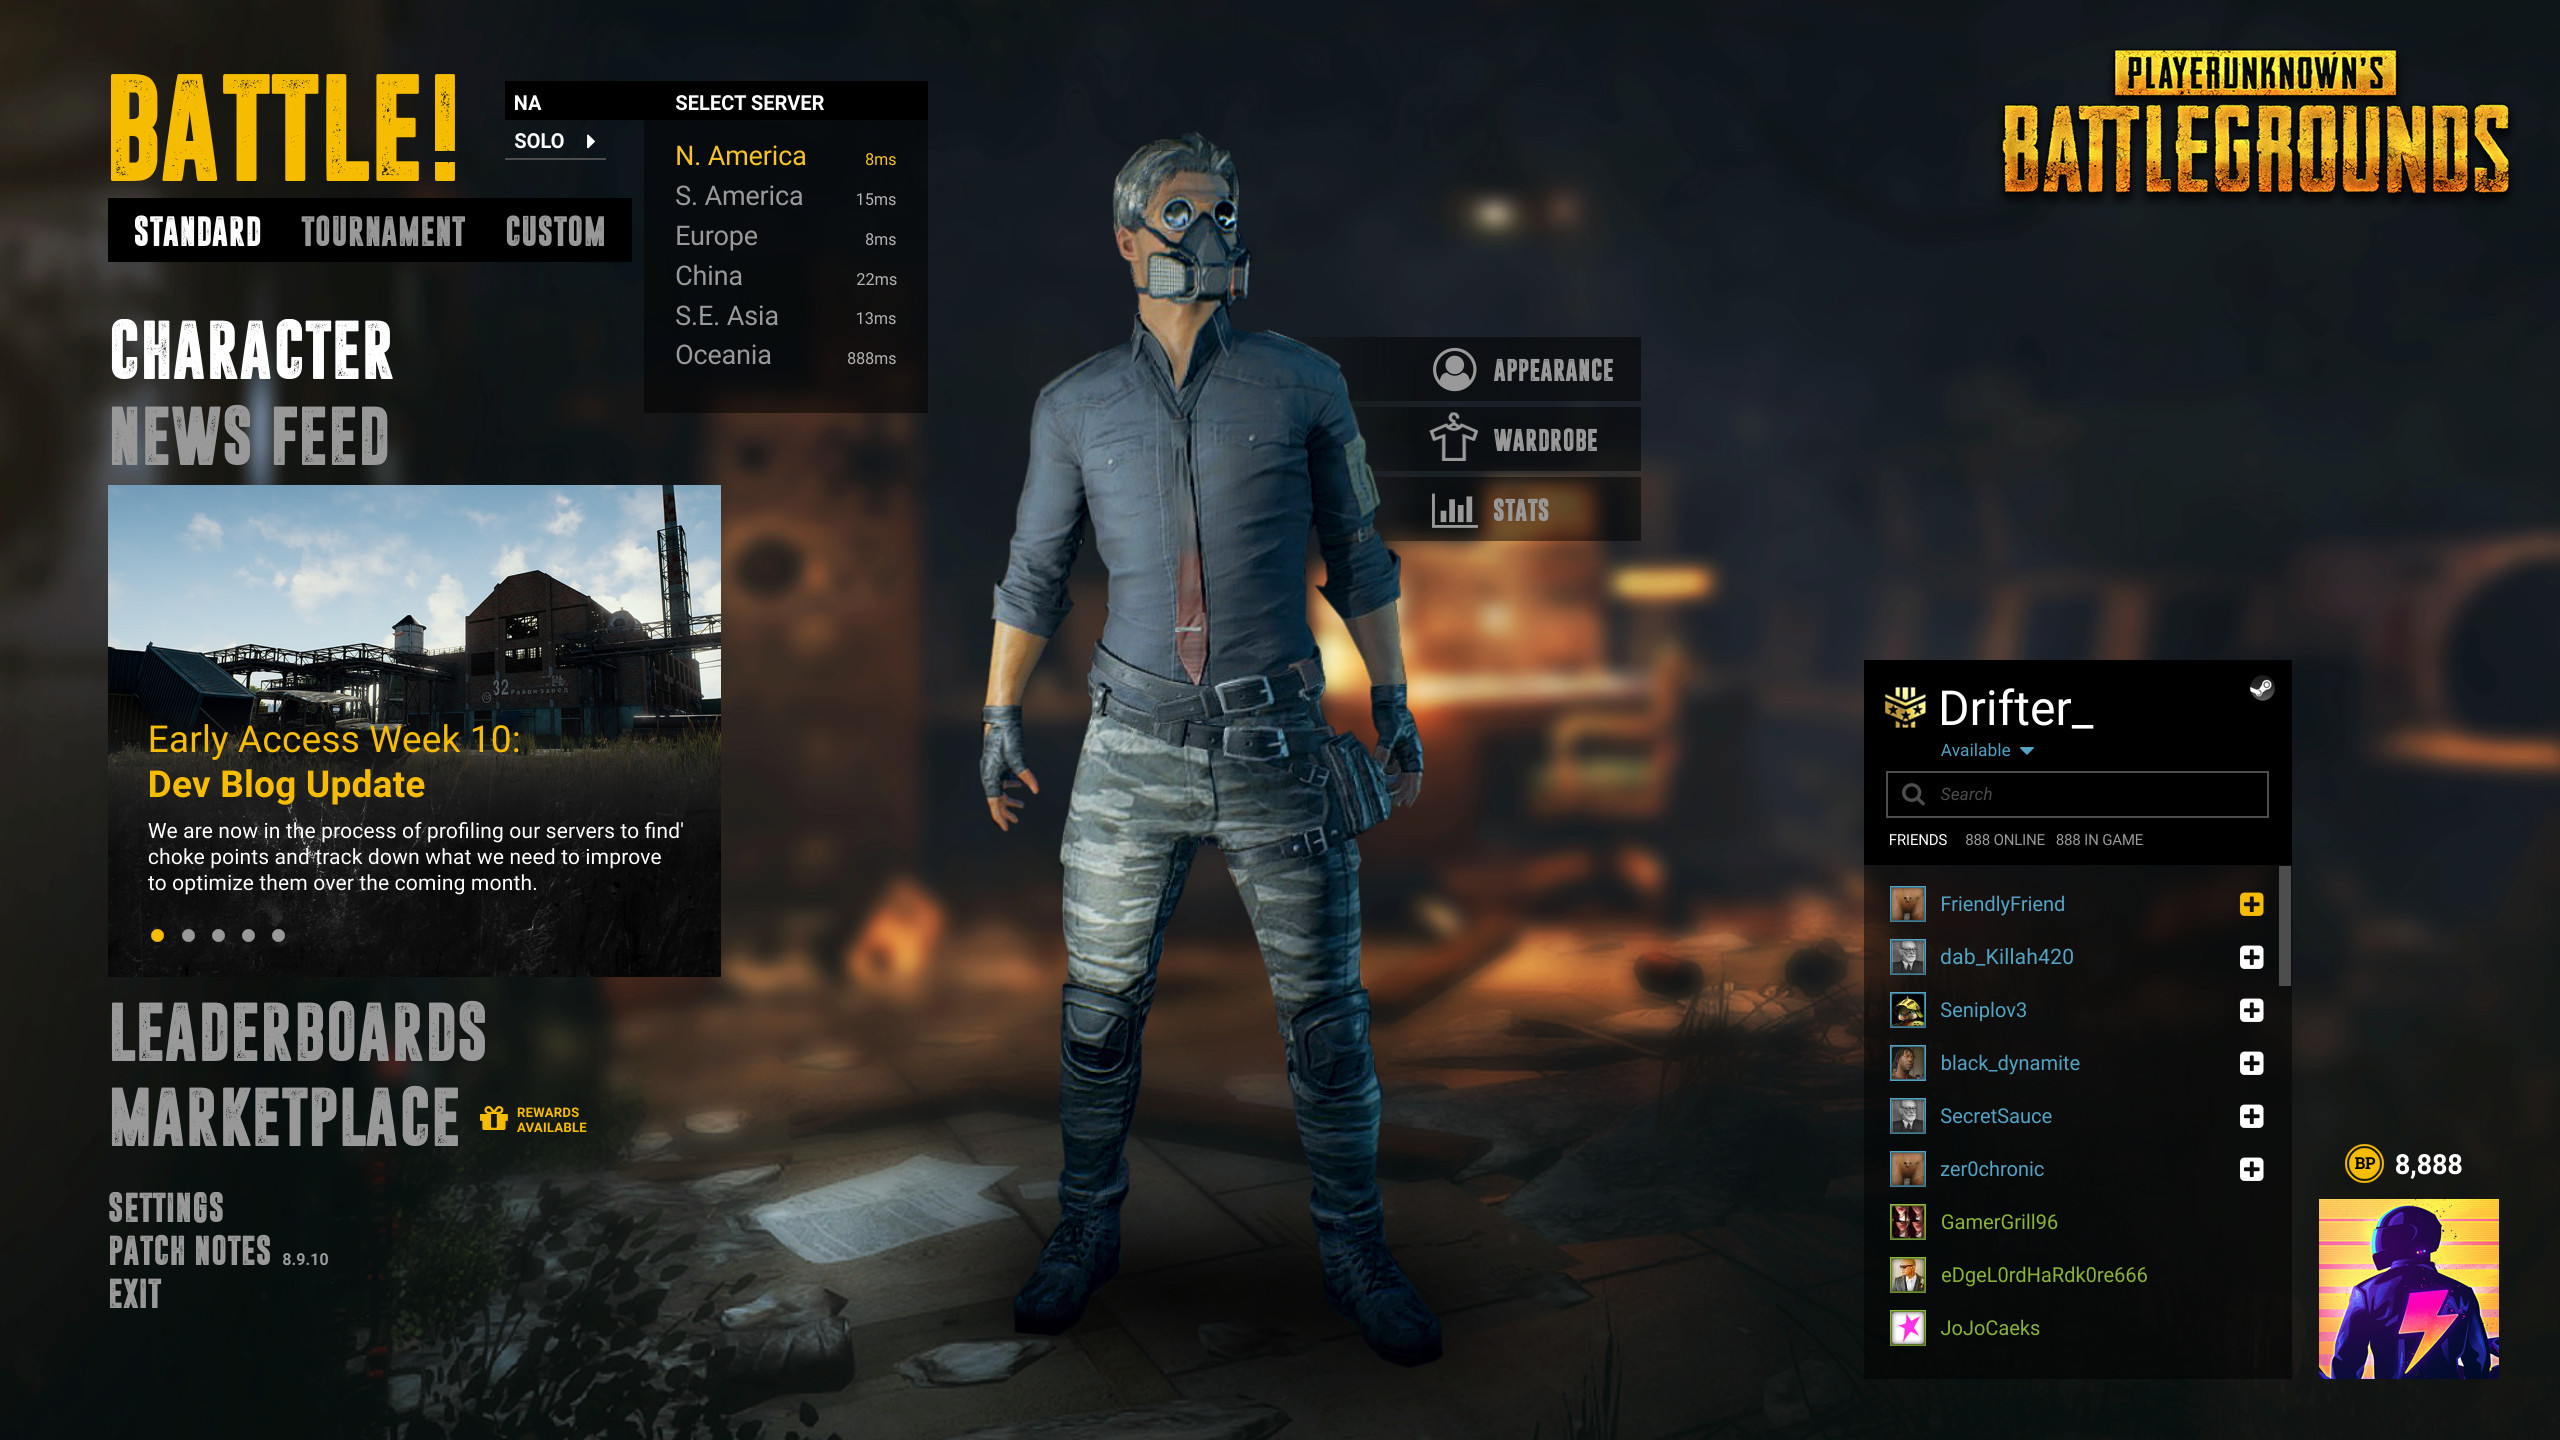 BATTLE!
NA
SOLO
SELECT SERVER
N. America 8ms
S. America 15ms
Europe 8ms
China 22ms
S.E. Asia 13ms
Oceania 888ms
STANDARD TOURNAMENT CUSTOM
CHARACTER
NEWS FEED
32
Early Access Week 10:
Dev Blog Update
We are now in the process of profiling our servers to find'
choke points and track down what we need to improve
to optimize them over the coming month.
LEADERBOARDS
MARKETPLACE
REWARDS
AVAILABLE
SETTINGS
PATCH NOTES 8.9.10
EXIT
APPEARANCE
WARDROBE
STATS
PLAYERUNKNOWN'S
BATTLEGROUNDS
Drifter_
Available
Search
FRIENDS 888 ONLINE 888 IN GAME
FriendlyFriend
dab_Killah420
Seniplov3
black_dynamite
SecretSauce
zer0chronic
GamerGrill96
eDgeL0rdHaRdk0re666
JoJoCaeks
BP 8,888